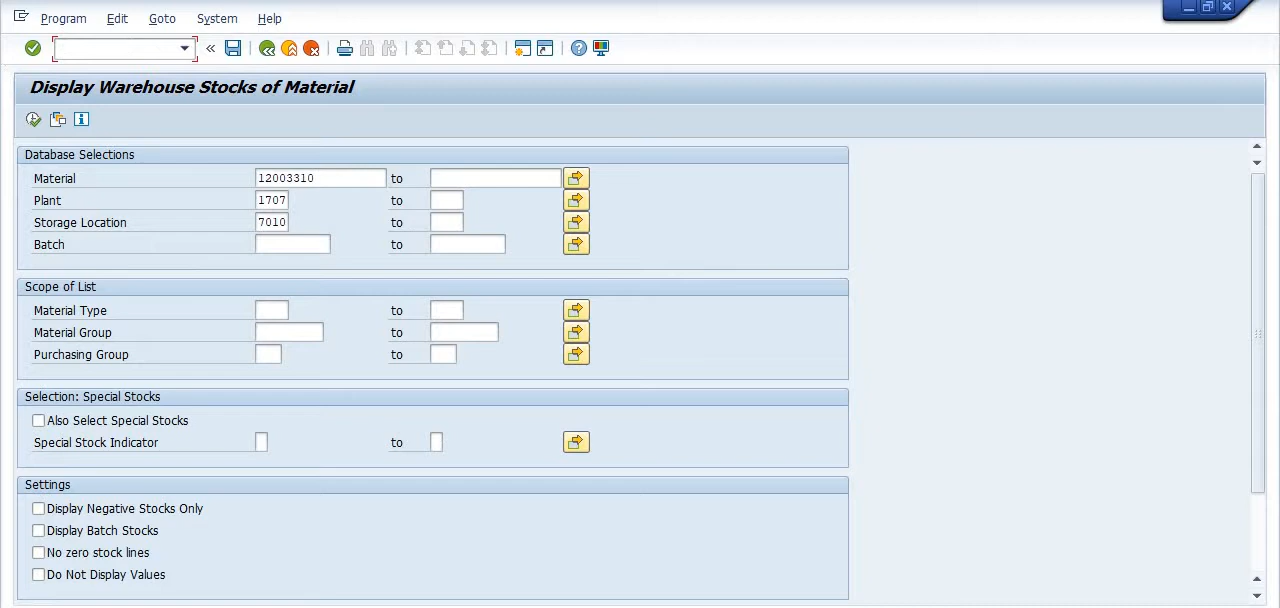 Program Edit Goto System Help
Display Warehouse Stocks of Material
Database Selections
Material 12003310 to
Plant 1707 to
Storage Location 7010 to
Batch to
Scope of List
Material Type to
Material Group to
Purchasing Group to
Selection: Special Stocks
Also Select Special Stocks
Special Stock Indicator to
Settings
Display Negative Stocks Only
Display Batch Stocks
No zero stock lines
Do Not Display Values